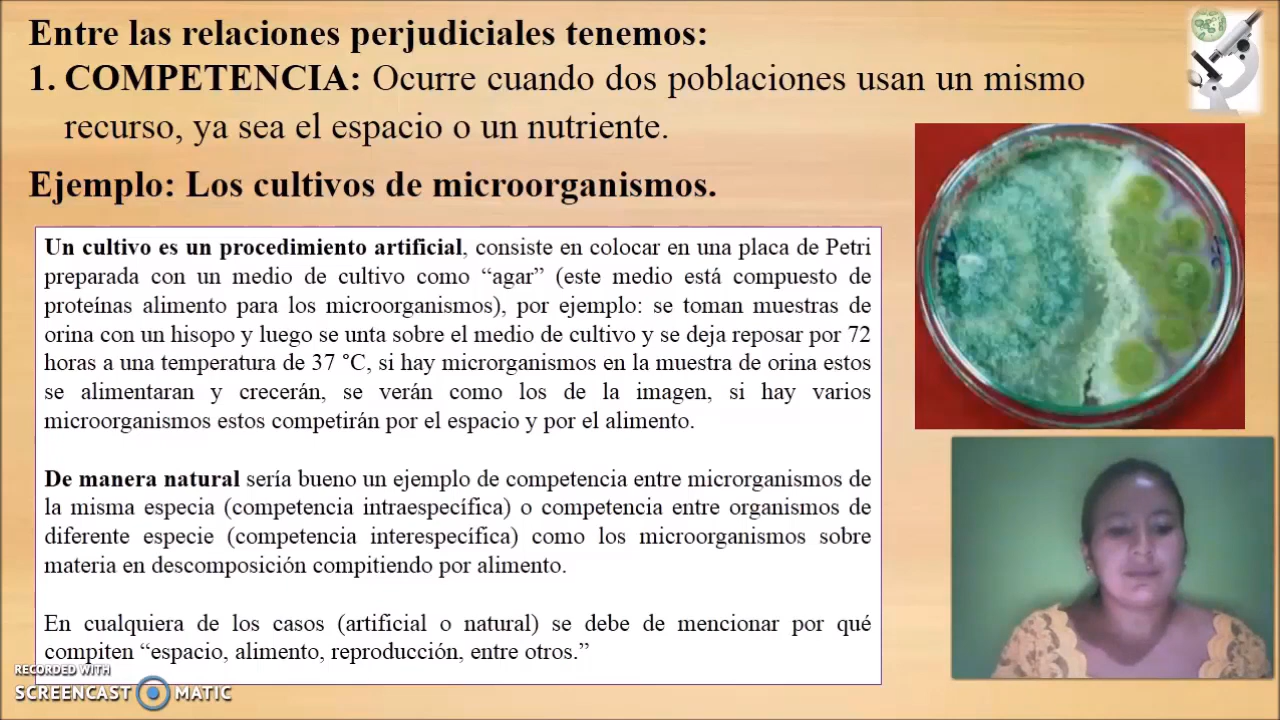 Entre las relaciones perjudiciales tenemos:
1. COMPETENCIA: Ocurre cuando dos poblaciones usan un mismo
recurso, ya sea el espacio o un nutriente.
Ejemplo: Los cultivos de microorganismos.
Un cultivo es un procedimiento artificial, consiste en colocar en una placa de Petri
preparada con un medio de cultivo como “agar” (este medio está compuesto de
proteínas alimento para los microorganismos), por ejemplo: se toman muestras de
orina con un hisopo y luego se unta sobre el medio de cultivo y se deja reposar por 72
horas a una temperatura de 37 °C, si hay microrganismos en la muestra de orina estos
se alimentaran y crecerán, se verán como los de la imagen, si hay varios
microorganismos estos competirán por el espacio y por el alimento.
De manera natural sería bueno un ejemplo de competencia entre microrganismos de
la misma especia (competencia intraespecífica) o competencia entre organismos de
diferente especie (competencia interespecífica) como los microorganismos sobre
materia en descomposición compitiendo por alimento.
En cualquiera de los casos (artificial o natural) se debe de mencionar por qué
compiten “espacio, alimento, reproducción, entre otros.”
RECORDED WITH
SCREENCAST MATIC